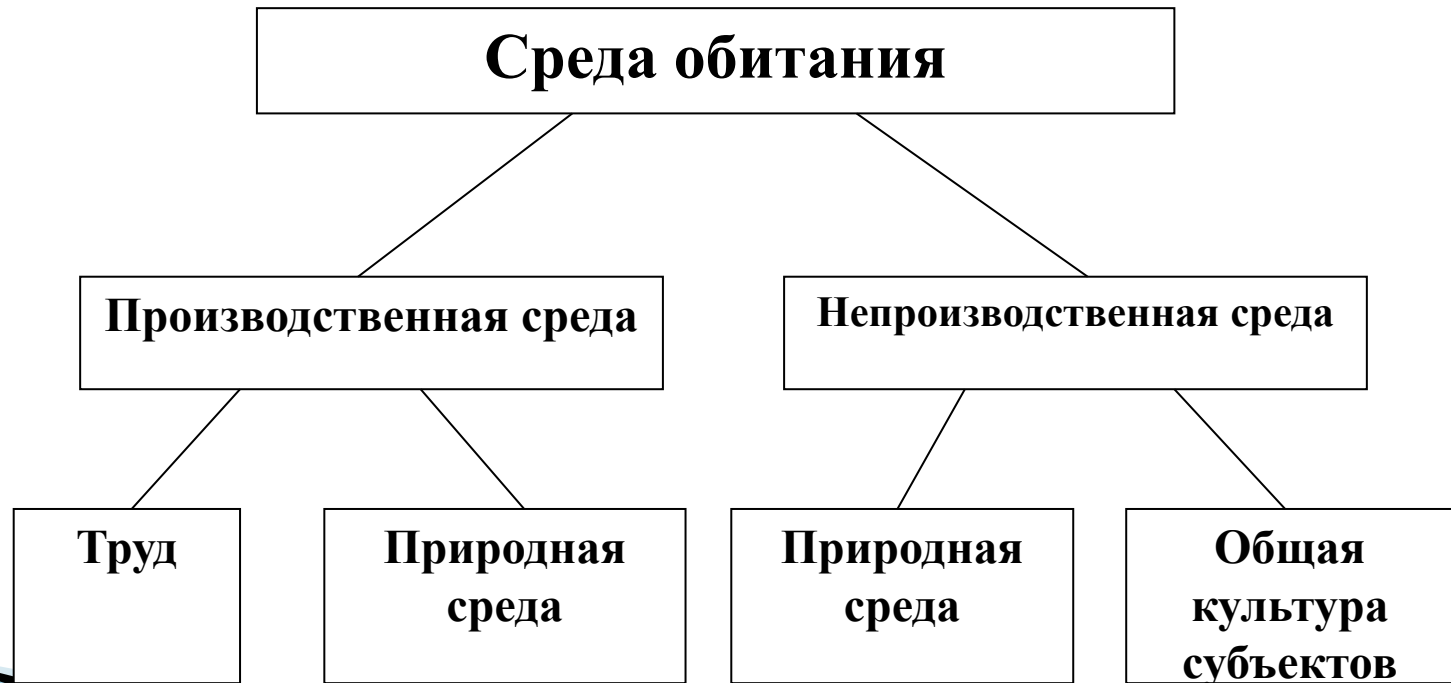 Среда обитания
Производственная среда
Непроизводственная среда
Труд
Природная
среда
Природная
среда
Общая
культура
субъектов